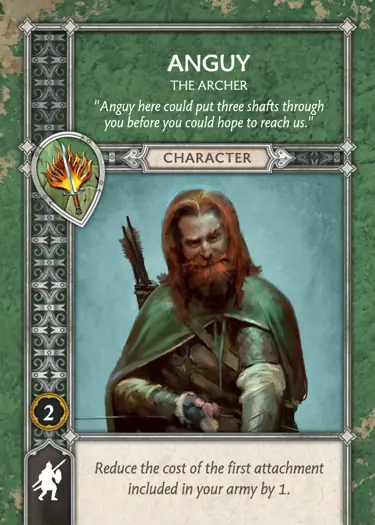 ANGUY
THE ARCHER
"Anguy here could put three shafts through
you before you could hope to reach us."
CHARACTER
2
Reduce the cost of the first attachment
included in your army by 1.